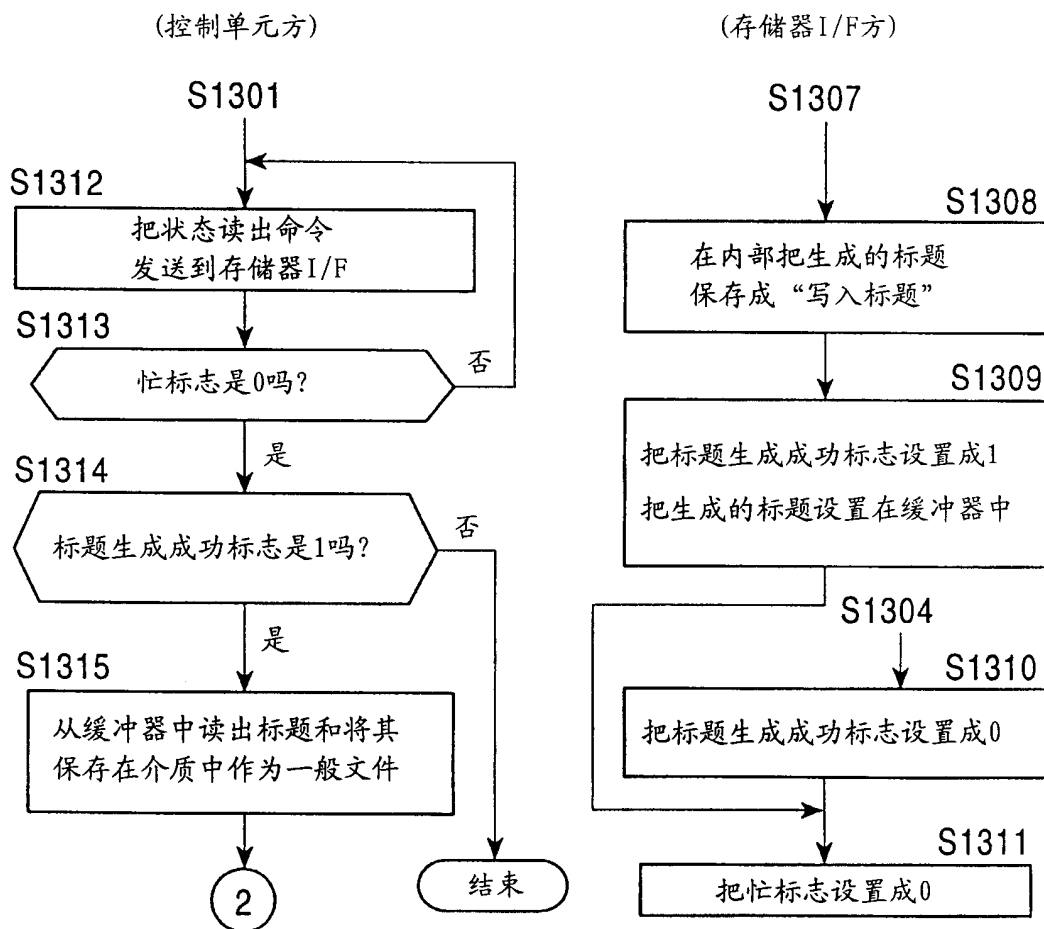 (控制单元方)
S1301
S1312
把状态读出命令
发送到存储器I/F
S1313
忙标志是0吗?
否
是
S1314
标题生成成功标志是1吗?
否
是
S1315
从缓冲器中读出标题和将其
保存在介质中作为一般文件
2
结束
(存储器I/F方)
S1307
S1308
在内部把生成的标题
保存成“写入标题”
S1309
把标题生成成功标志设置成1
把生成的标题设置在缓冲器中
S1304
S1310
把标题生成成功标志设置成0
S1311
把忙标志设置成0